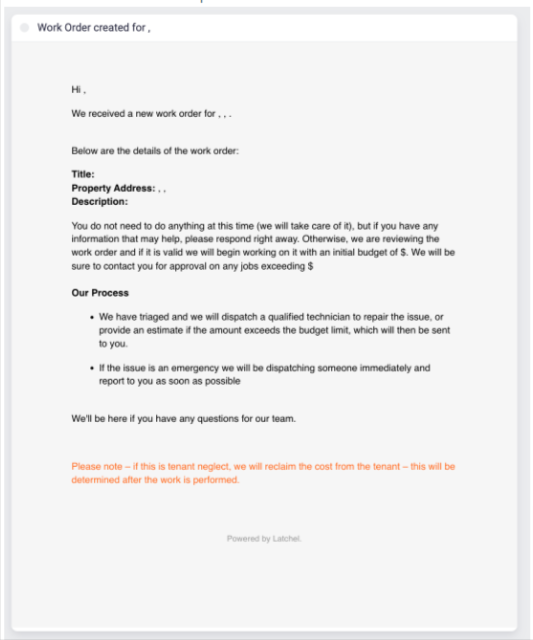 Work Order created for ,
Hi ,
We received a new work order for , , .
Below are the details of the work order:
Title:
Property Address: , ,
Description:
You do not need to do anything at this time (we will take care of it), but if you have any
information that may help, please respond right away. Otherwise, we are reviewing the
work order and if it is valid we will begin working on it with an initial budget of $. We will be
sure to contact you for approval on any jobs exceeding $
Our Process
• We have triaged and we will dispatch a qualified technician to repair the issue, or
provide an estimate if the amount exceeds the budget limit, which will then be sent
to you.
• If the issue is an emergency we will be dispatching someone immediately and
report to you as soon as possible
We'll be here if you have any questions for our team.
Please note – if this is tenant neglect, we will reclaim the cost from the tenant – this will be
determined after the work is performed.
Powered by Latchel.